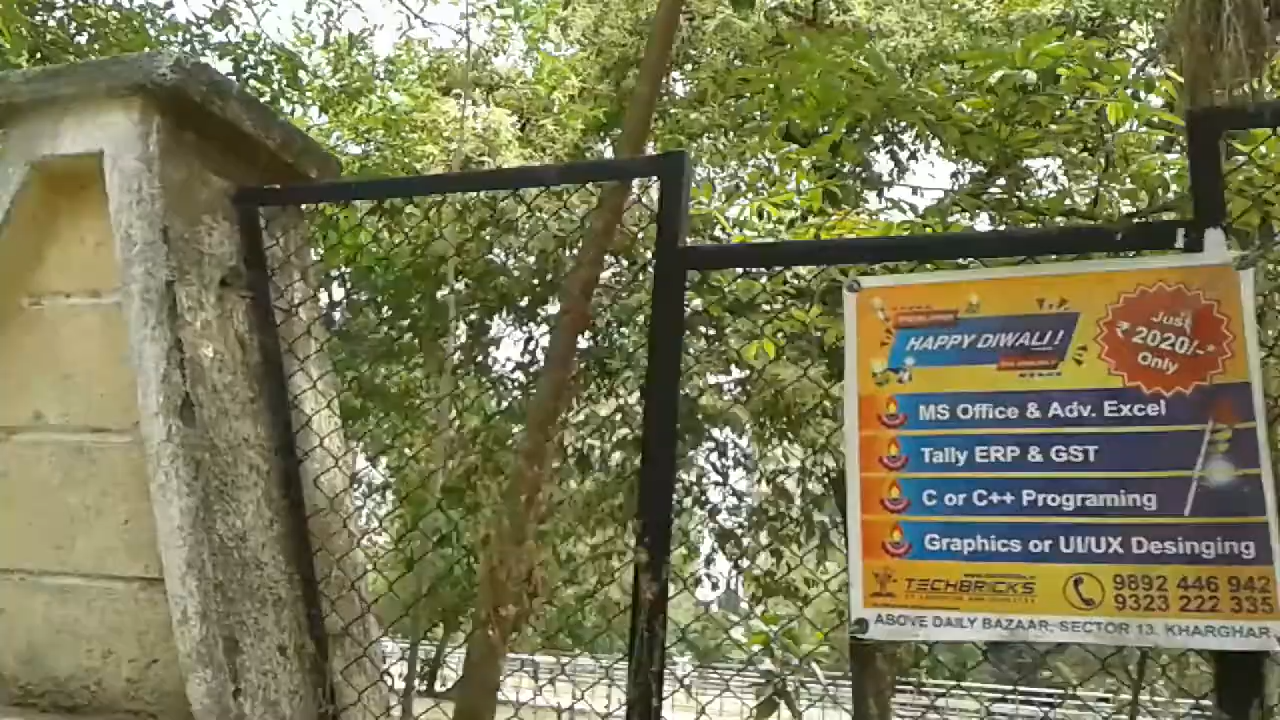 HAPPY DIWALI !
Just
₹ 2020/-*
Only
MS Office & Adv. Excel
Tally ERP & GST
C or C++ Programing
Graphics or UI/UX Desinging
TECHBRICKS
9892 446 942
9323 222 335
ABOVE DAILY BAZAAR, SECTOR 13, KHARGHAR